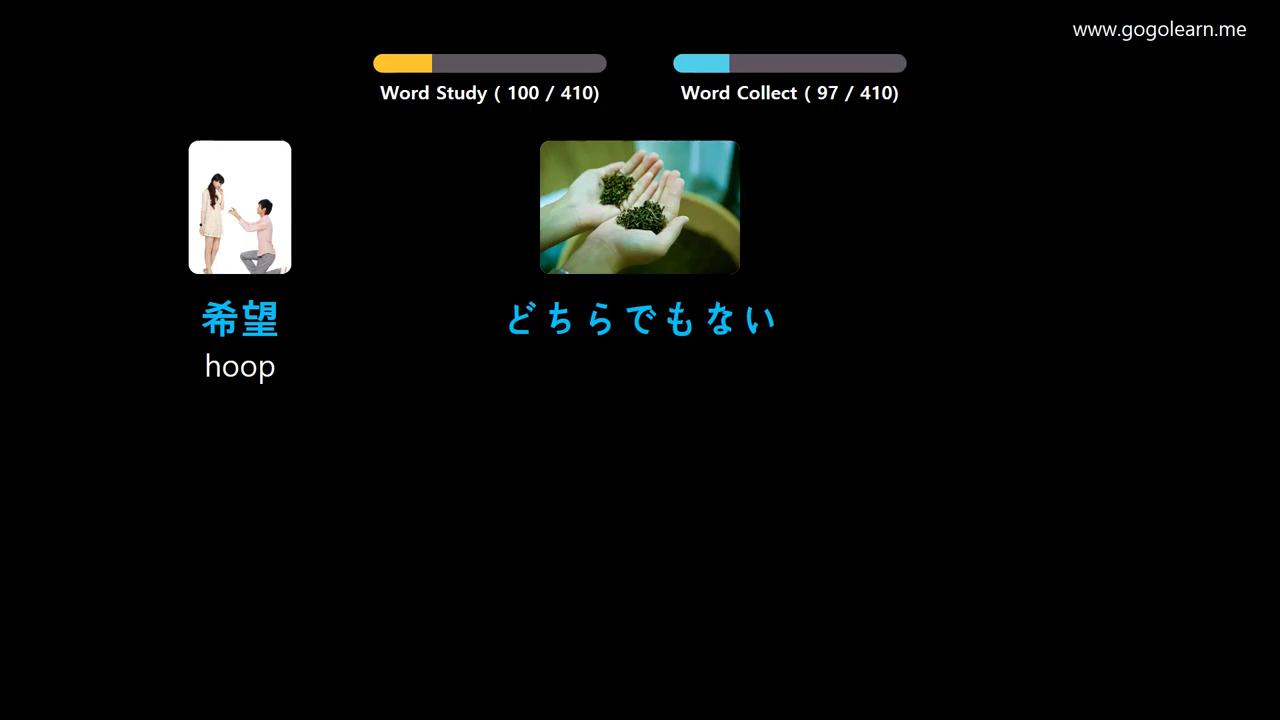 www.gogolearn.me
Word Study ( 100 / 410)
Word Collect ( 97 / 410)
希望
hoop
どちらでもない